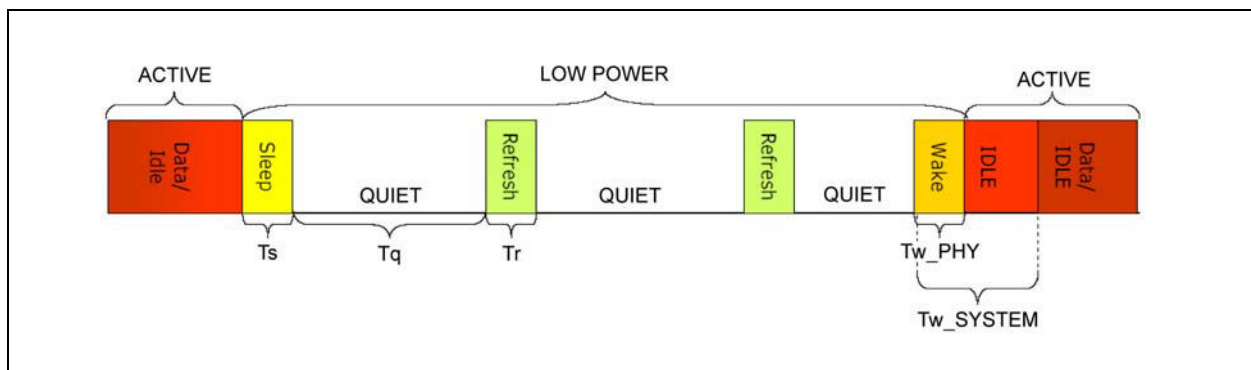 ACTIVE
LOW POWER
ACTIVE
Data/
Idle
Sleep
QUIET
Refresh
QUIET
Refresh
QUIET
Wake
IDLE
Data/
IDLE
Ts
Tq
Tr
Tw_PHY
Tw_SYSTEM